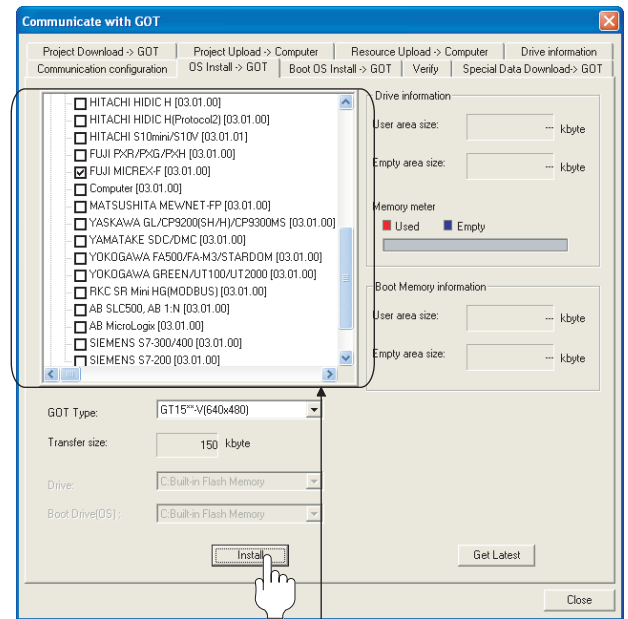 Communicate with GOT
Project Download -> GOT
Project Upload -> Computer
Resource Upload -> Computer
Drive information
Communication configuration
OS Install -> GOT
Boot OS Install -> GOT
Verify
Special Data Download-> GOT
HITACHI HIDIC H [03.01.00]
HITACHI HIDIC H(Protocol2) [03.01.00]
HITACHI S10mini/S10V [03.01.01]
FUJI PXR/PXG/PXH [03.01.00]
FUJI MICREX-F [03.01.00]
Computer [03.01.00]
MATSUSHITA MEWNET-FP [03.01.00]
YASKAWA GL/CP9200(SH/H)/CP9300MS [03.01.00]
YAMATAKE SDC/DMC [03.01.00]
YOKOGAWA FA500/FA-M3/STARDOM [03.01.00]
YOKOGAWA GREEN/UT100/UT2000 [03.01.00]
RKC SR Mini HG(MODBUS) [03.01.00]
AB SLC500, AB 1:N [03.01.00]
AB MicroLogix [03.01.00]
SIEMENS S7-300/400 [03.01.00]
SIEMENS S7-200 [03.01.00]
Drive information
User area size: --- kbyte
Empty area size: --- kbyte
Memory meter
Used Empty
Boot Memory information
User area size: --- kbyte
Empty area size: --- kbyte
GOT Type: GT15**-V(640x480)
Transfer size: 150 kbyte
Drive: C:Built-in Flash Memory
Boot Drive(OS) : C:Built-in Flash Memory
Install
Get Latest
Close